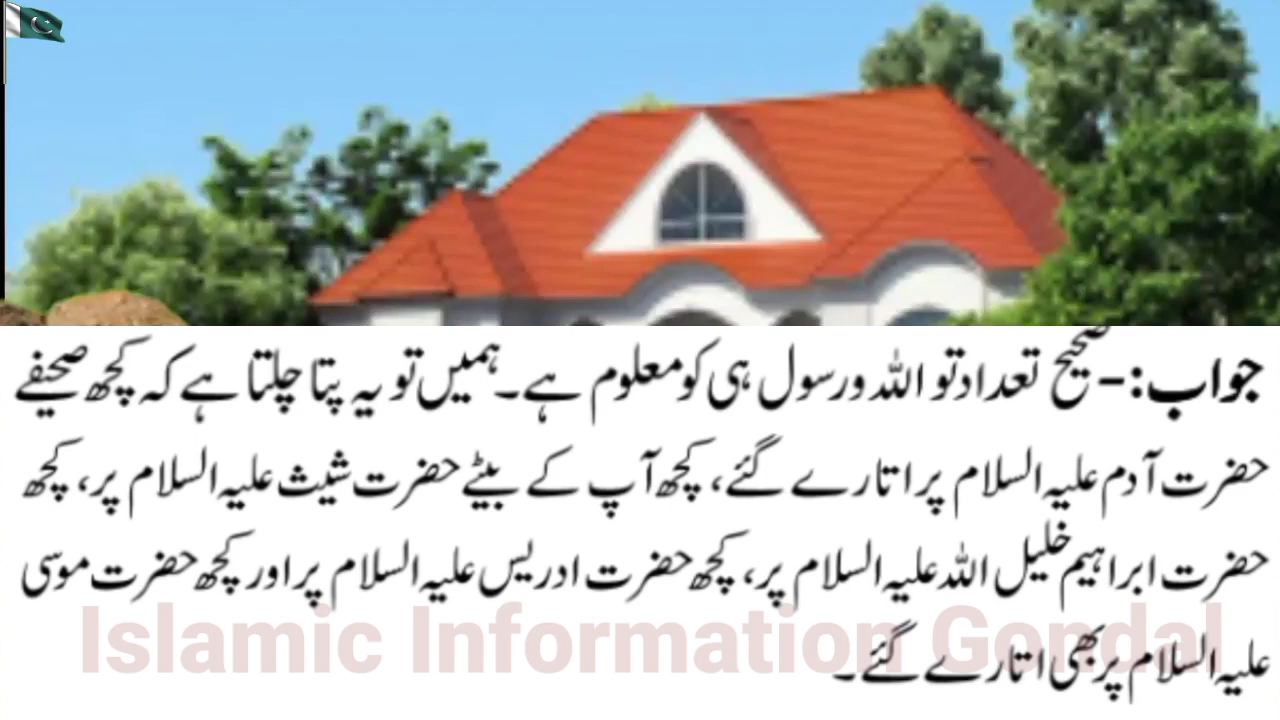 جواب:- صحیح تعداد تو اللہ ورسول ہی کو معلوم ہے۔ ہمیں تو یہ پتا چلتا ہے کہ کچھ صحیفے
حضرت آدم علیہ السلام پر اتارے گئے، کچھ آپ کے بیٹے حضرت شیث علیہ السلام پر، کچھ
حضرت ابراہیم خلیل اللہ علیہ السلام پر، کچھ حضرت ادریس علیہ السلام پر اور کچھ حضرت موسی
علیہ السلام پر بھی اتارے گئے۔
Islamic Information Gondal